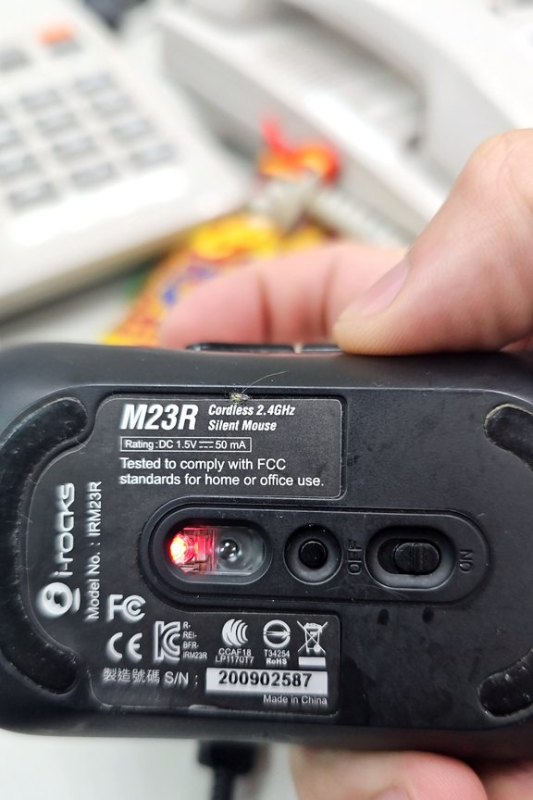 M23R Cordless 2.4GHz
Silent Mouse
Rating:DC 1.5V⎓50 mA
Tested to comply with FCC
standards for home or office use.
i-rocks
Model No. : IRM23R
OFF
ON
FC
CE
R-
REI-
BFR-
IRM23R
CCAF18
LP1170T7
T34254
RoHS
製造號碼 S/N :
200902587
Made in China